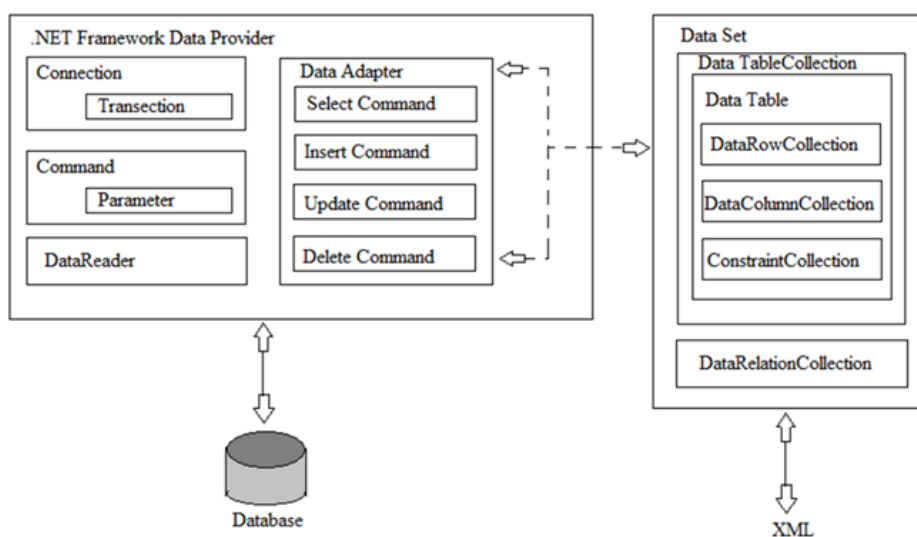 .NET Framework Data Provider
Connection
Transection
Command
Parameter
DataReader
Data Adapter
Select Command
Insert Command
Update Command
Delete Command
Database
Data Set
Data TableCollection
Data Table
DataRowCollection
DataColumnCollection
ConstraintCollection
DataRelationCollection
XML